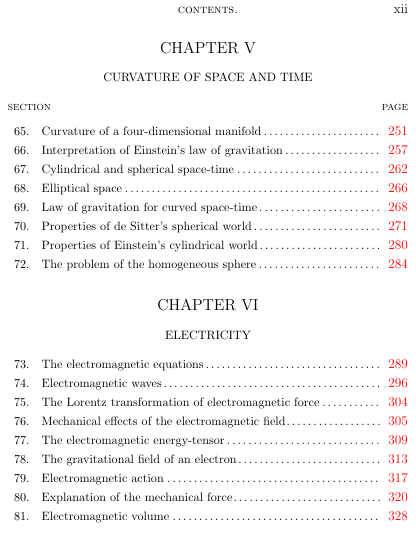 CONTENTS. xii
CHAPTER V
CURVATURE OF SPACE AND TIME
SECTION PAGE
65. Curvature of a four-dimensional manifold ...................... 251
66. Interpretation of Einstein's law of gravitation .................. 257
67. Cylindrical and spherical space-time ........................... 262
68. Elliptical space ................................................ 266
69. Law of gravitation for curved space-time ....................... 268
70. Properties of de Sitter's spherical world ........................ 271
71. Properties of Einstein's cylindrical world ....................... 280
72. The problem of the homogeneous sphere ....................... 284
CHAPTER VI
ELECTRICITY
73. The electromagnetic equations .................................. 289
74. Electromagnetic waves .......................................... 296
75. The Lorentz transformation of electromagnetic force ........... 304
76. Mechanical effects of the electromagnetic field .................. 305
77. The electromagnetic energy-tensor .............................. 309
78. The gravitational field of an electron ........................... 313
79. Electromagnetic action ......................................... 317
80. Explanation of the mechanical force ............................ 320
81. Electromagnetic volume ........................................ 328